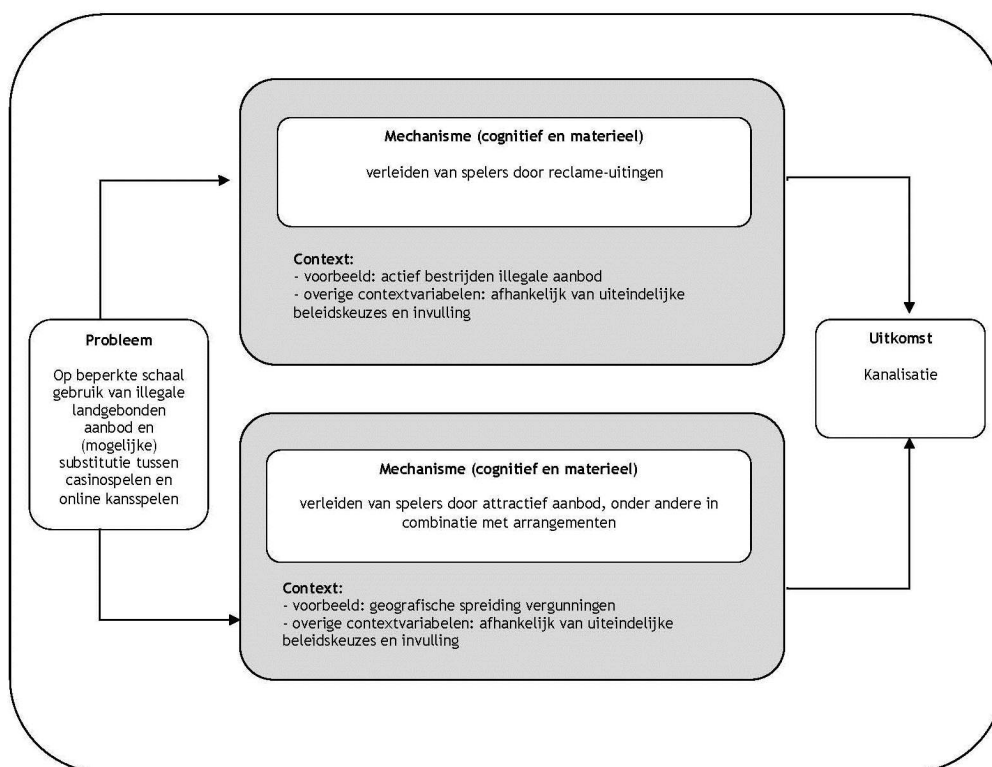 Mechanisme (cognitief en materieel)
verleiden van spelers door reclame-uitingen
Context:
- voorbeeld: actief bestrijden illegale aanbod
- overige contextvariabelen: afhankelijk van uiteindelijke
beleidskeuzes en invulling
Probleem
Op beperkte schaal
gebruik van illegale
landgebonden
aanbod en
(mogelijke)
substitutie tussen
casinospelen en
online kansspelen
Uitkomst
Kanalisatie
Mechanisme (cognitief en materieel)
verleiden van spelers door attractief aanbod, onder andere in
combinatie met arrangementen
Context:
- voorbeeld: geografische spreiding vergunningen
- overige contextvariabelen: afhankelijk van uiteindelijke
beleidskeuzes en invulling